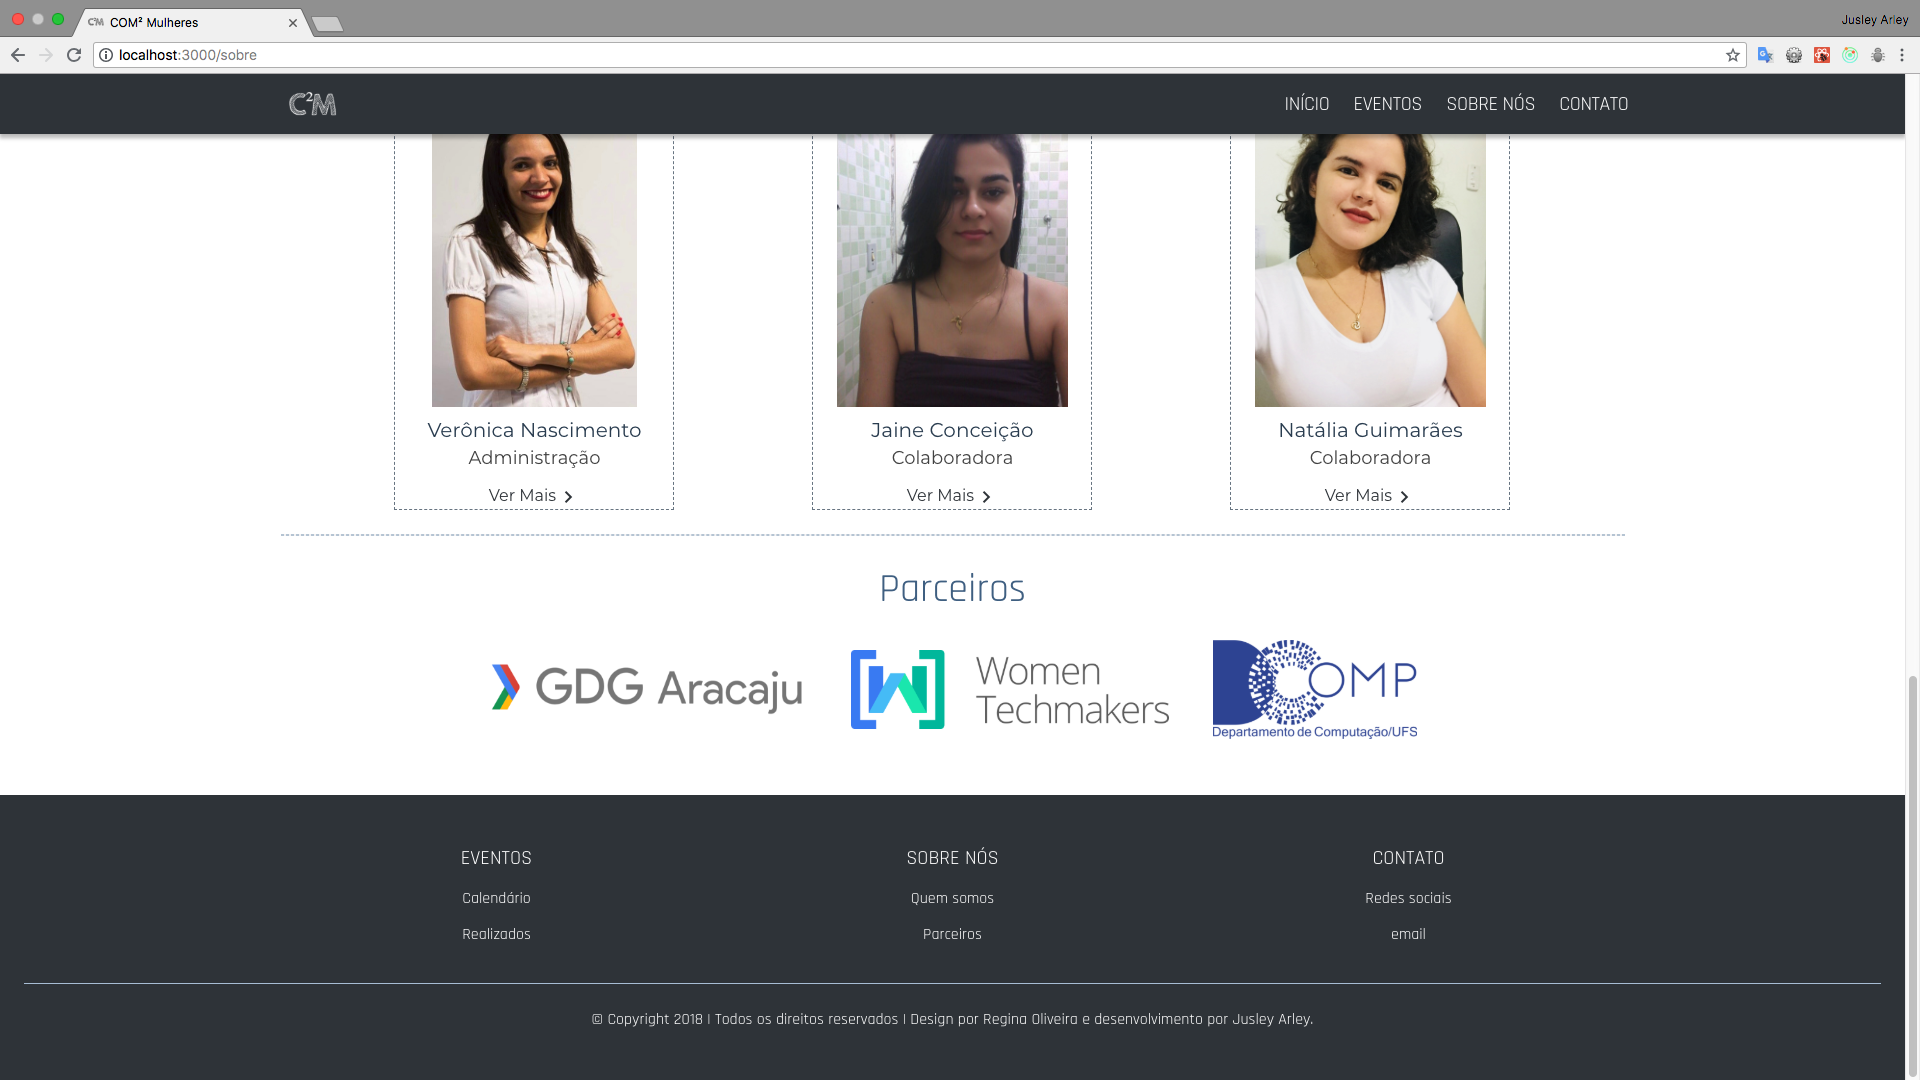 C²M COM² Mulheres
Jusley Arley
localhost:3000/sobre
C²M
INÍCIO EVENTOS SOBRE NÓS CONTATO
Verônica Nascimento
Administração
Ver Mais
Jaine Conceição
Colaboradora
Ver Mais
Natália Guimarães
Colaboradora
Ver Mais
Parceiros
GDG Aracaju
Women
Techmakers
DCOMP
Departamento de Computação/UFS
EVENTOS
Calendário
Realizados
SOBRE NÓS
Quem somos
Parceiros
CONTATO
Redes sociais
email
© Copyright 2018 | Todos os direitos reservados | Design por Regina Oliveira e desenvolvimento por Jusley Arley.